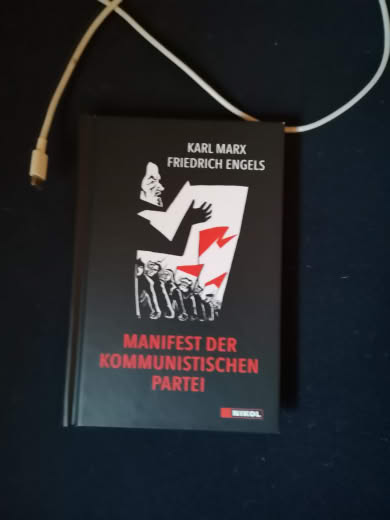 KARL MARX
FRIEDRICH ENGELS
MANIFEST DER
KOMMUNISTISCHEN
PARTEI
NIKOL